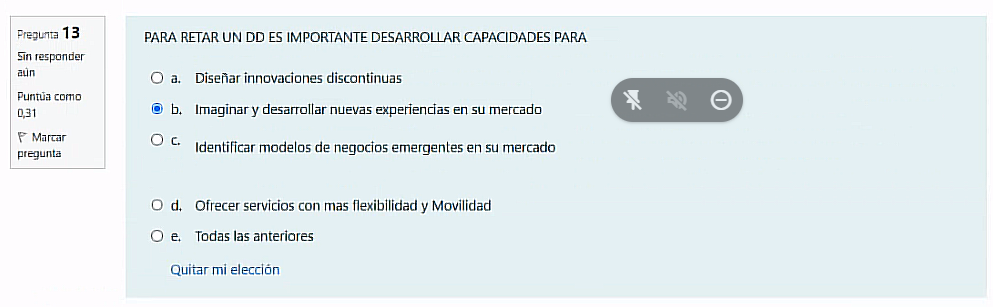 Pregunta 13
Sin responder
aún
Puntúa como
0,31
Marcar
pregunta
PARA RETAR UN DD ES IMPORTANTE DESARROLLAR CAPACIDADES PARA
a. Diseñar innovaciones discontinuas
b. Imaginar y desarrollar nuevas experiencias en su mercado
c. Identificar modelos de negocios emergentes en su mercado
d. Ofrecer servicios con mas flexibilidad y Movilidad
e. Todas las anteriores
Quitar mi elección